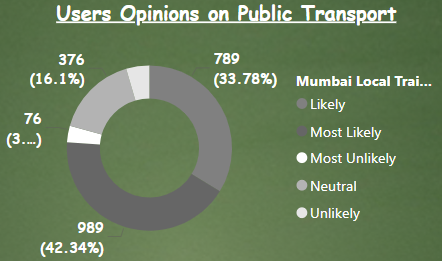 Users Opinions on Public Transport
376
(16.1%)
789
(33.78%)
76
(3....)
989
(42.34%)
Mumbai Local Trai...
Likely
Most Likely
Most Unlikely
Neutral
Unlikely